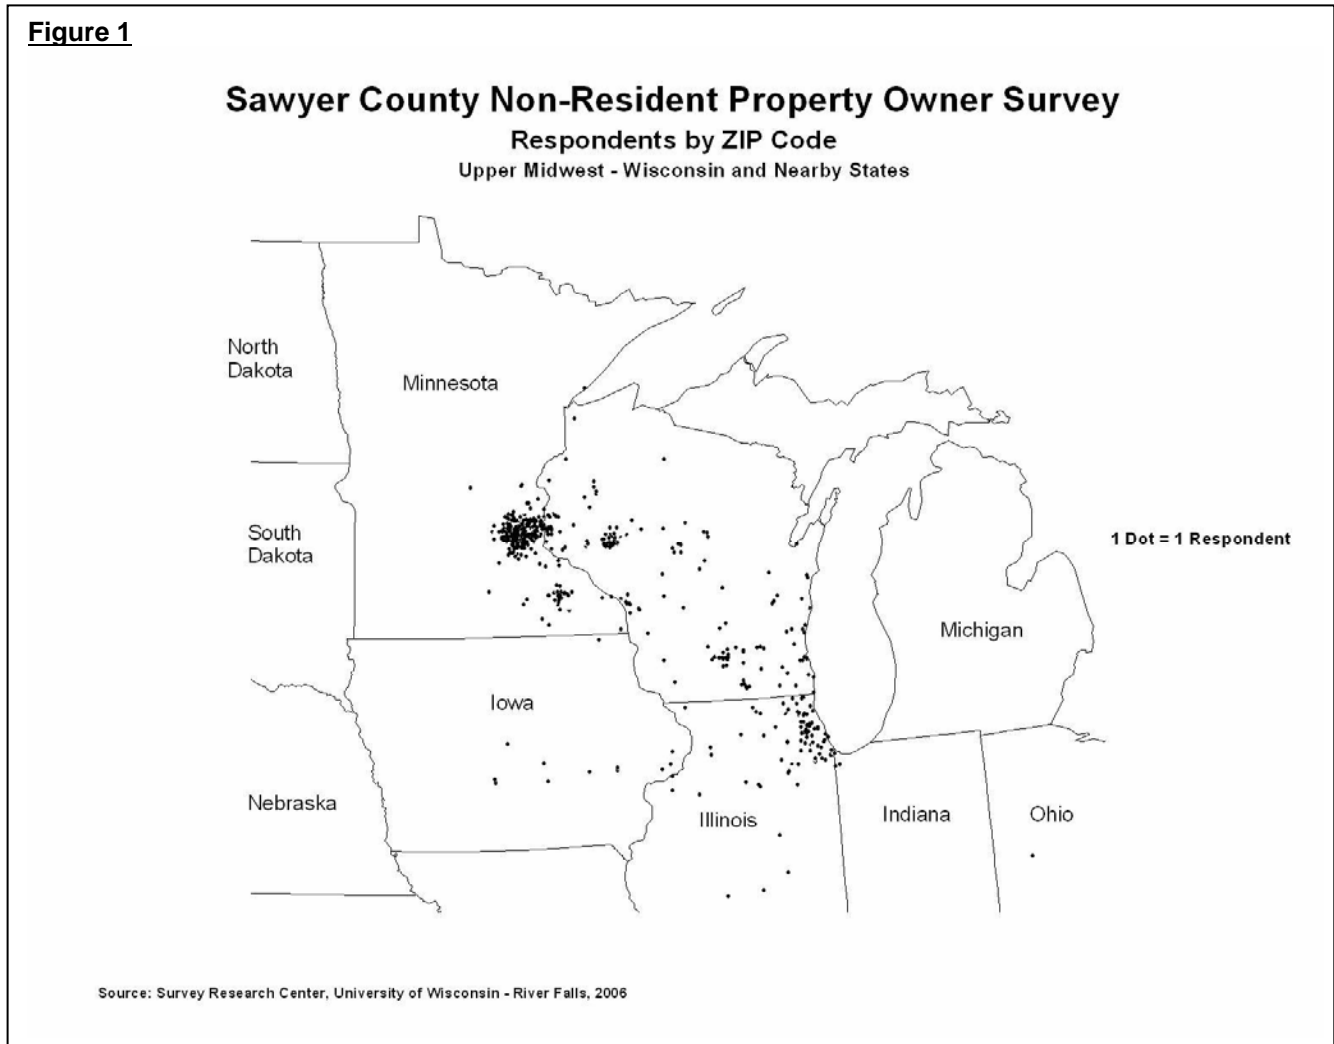 Figure 1
Sawyer County Non-Resident Property Owner Survey
Respondents by ZIP Code
Upper Midwest - Wisconsin and Nearby States
North
Dakota
Minnesota
South
Dakota
1 Dot = 1 Respondent
Michigan
Iowa
Nebraska
Illinois
Indiana
Ohio
Source: Survey Research Center, University of Wisconsin - River Falls, 2006